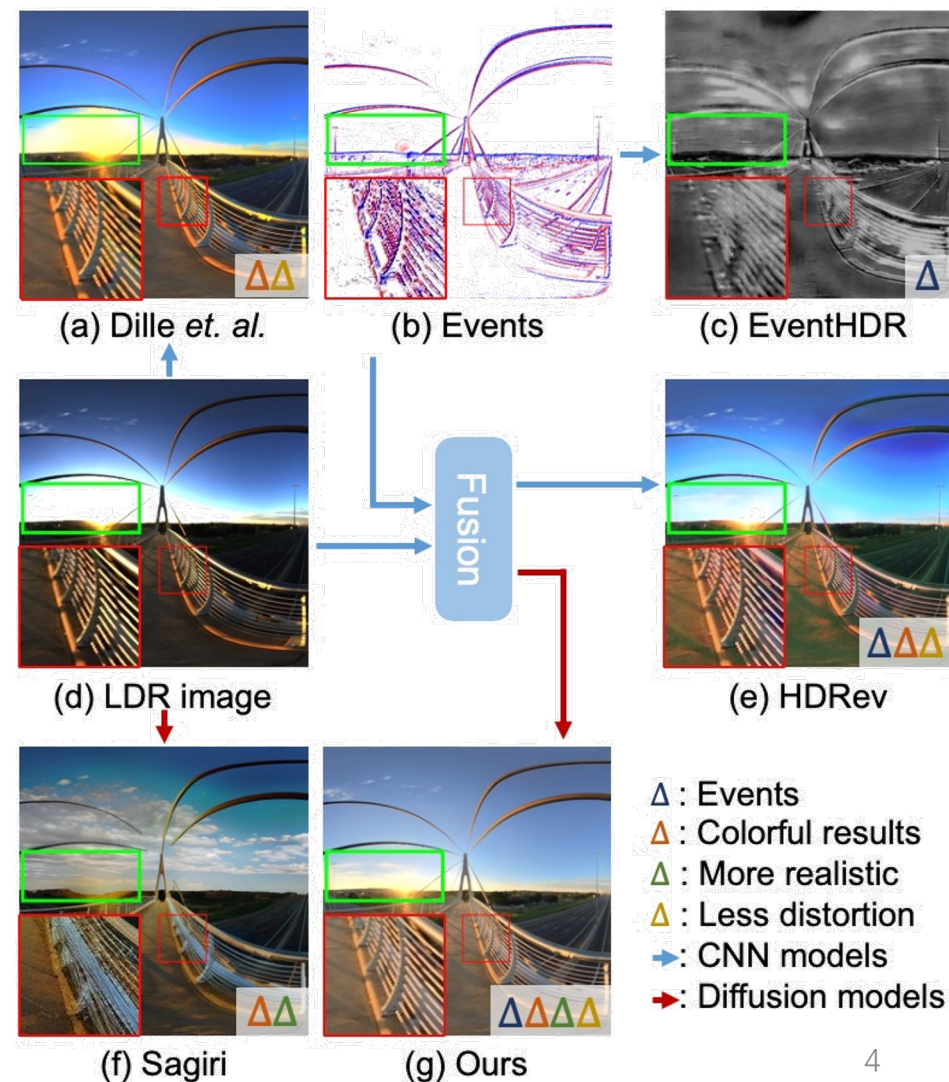 (a) Dille et. al.
(b) Events
(c) EventHDR
Fusion
(d) LDR image
(e) HDRev
(f) Sagiri
(g) Ours
Δ : Events
Δ : Colorful results
Δ : More realistic
Δ : Less distortion
→: CNN models
→: Diffusion models
4